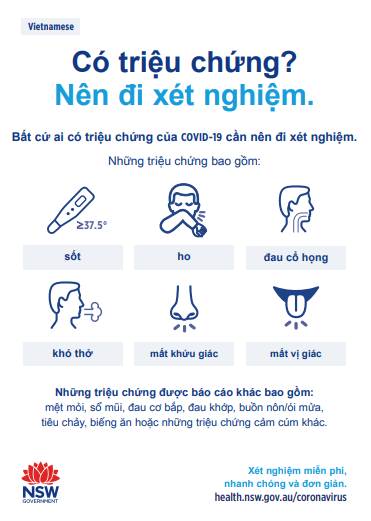 Vietnamese
Có triệu chứng?
Nên đi xét nghiệm.
Bất cứ ai có triệu chứng của COVID-19 cần nên đi xét nghiệm.
Những triệu chứng bao gồm:
≥37.5°
sốt
ho
đau cổ họng
khó thở
mất khứu giác
mất vị giác
Những triệu chứng được báo cáo khác bao gồm:
mệt mỏi, sổ mũi, đau cơ bắp, đau khớp, buồn nôn/ói mửa,
tiêu chảy, biếng ăn hoặc những triệu chứng cảm cúm khác.
Xét nghiệm miễn phí,
nhanh chóng và đơn giản.
health.nsw.gov.au/coronavirus
NSW
GOVERNMENT